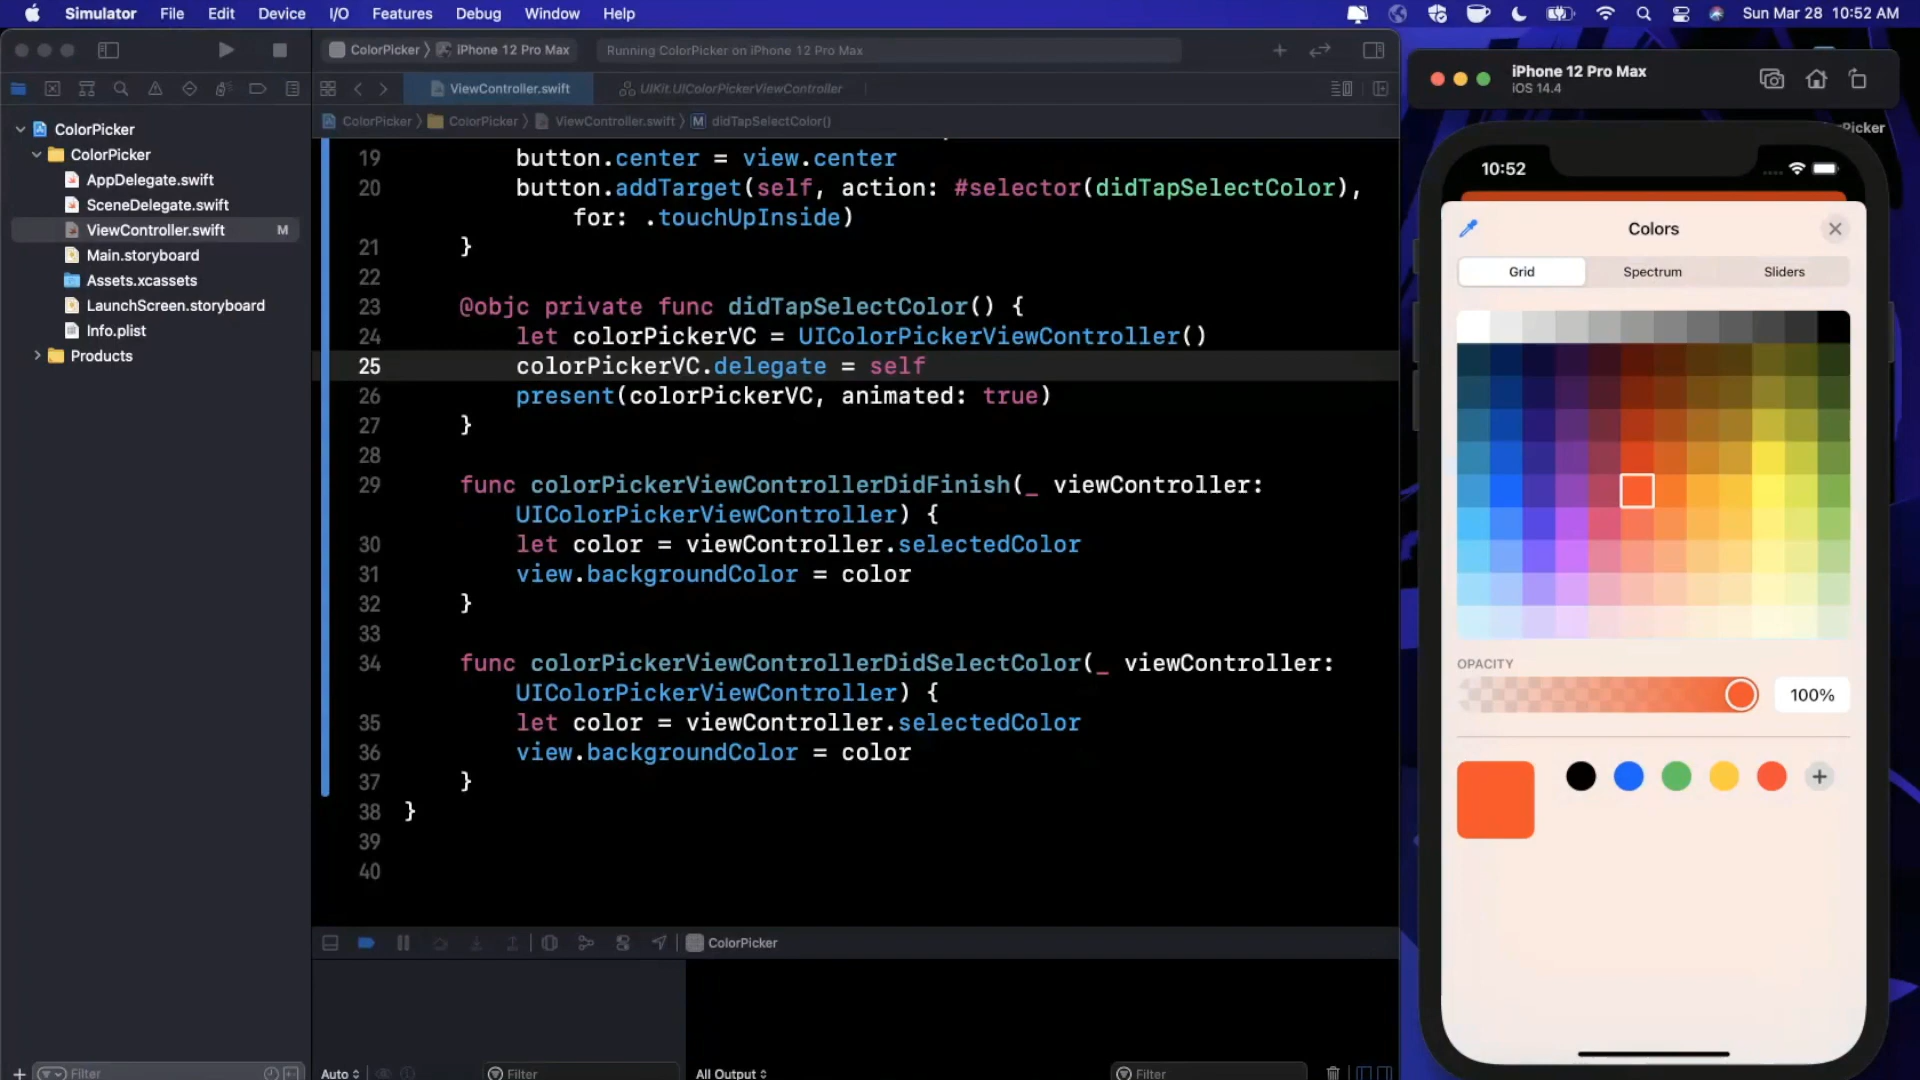 Simulator File Edit Device I/O Features Debug Window Help Sun Mar 28 10:52 AM
ColorPicker iPhone 12 Pro Max Running ColorPicker on iPhone 12 Pro Max
ViewController.swift UIKit.UIColorPickerViewController
ColorPicker ColorPicker ViewController.swift M didTapSelectColor()
ColorPicker
ColorPicker
AppDelegate.swift
SceneDelegate.swift
ViewController.swift M
Main.storyboard
Assets.xcassets
LaunchScreen.storyboard
Info.plist
Products
19 button.center = view.center
20 button.addTarget(self, action: #selector(didTapSelectColor),
for: .touchUpInside)
21 }
22
23 @objc private func didTapSelectColor() {
24 let colorPickerVC = UIColorPickerViewController()
25 colorPickerVC.delegate = self
26 present(colorPickerVC, animated: true)
27 }
28
29 func colorPickerViewControllerDidFinish(_ viewController:
UIColorPickerViewController) {
30 let color = viewController.selectedColor
31 view.backgroundColor = color
32 }
33
34 func colorPickerViewControllerDidSelectColor(_ viewController:
UIColorPickerViewController) {
35 let color = viewController.selectedColor
36 view.backgroundColor = color
37 }
38 }
39
40
ColorPicker
Filter
Auto
Filter
All Output
Filter
iPhone 12 Pro Max
iOS 14.4
Picker
10:52
Colors
Grid Spectrum Sliders
OPACITY
100%